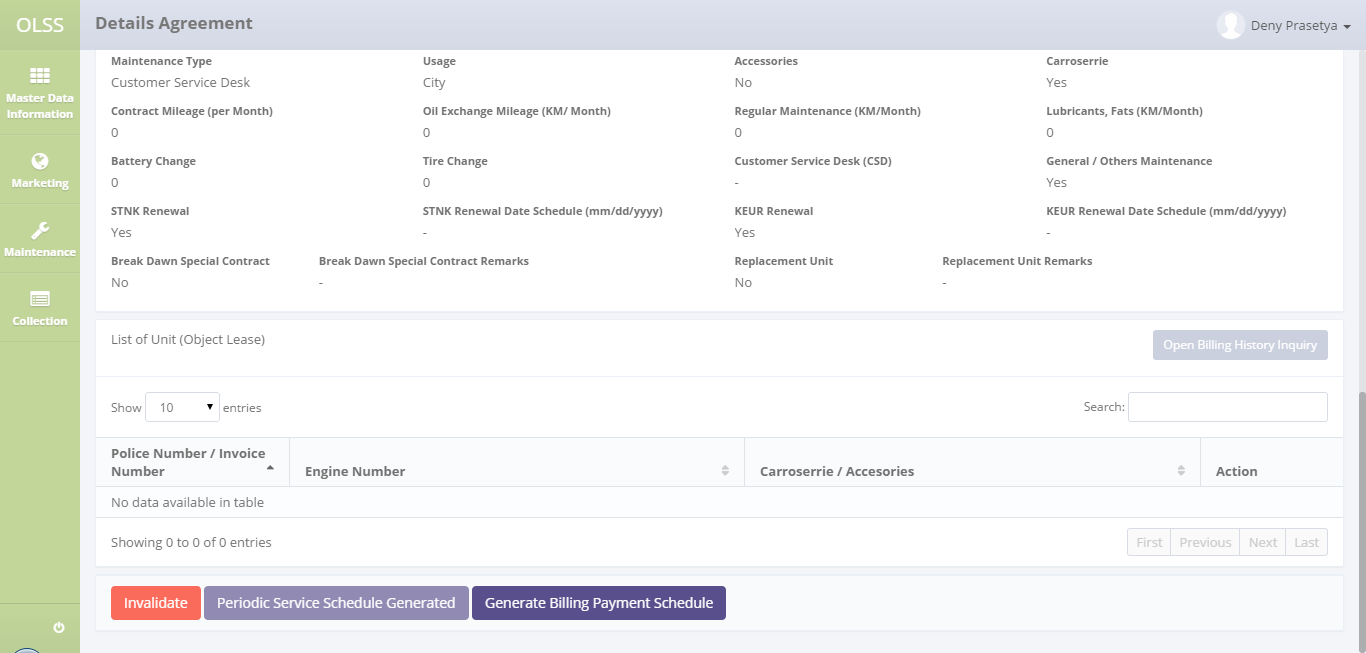 OLSS
Details Agreement
Deny Prasetya
Master Data
Information
Marketing
Maintenance
Collection
Maintenance Type Usage Accessories Carroserrie
Customer Service Desk City No Yes
Contract Mileage (per Month) Oil Exchange Mileage (KM/ Month) Regular Maintenance (KM/Month) Lubricants, Fats (KM/Month)
0 0 0 0
Battery Change Tire Change Customer Service Desk (CSD) General / Others Maintenance
0 0 - Yes
STNK Renewal STNK Renewal Date Schedule (mm/dd/yyyy) KEUR Renewal KEUR Renewal Date Schedule (mm/dd/yyyy)
Yes - Yes -
Break Dawn Special Contract Break Dawn Special Contract Remarks Replacement Unit Replacement Unit Remarks
No - No -
List of Unit (Object Lease)
Open Billing History Inquiry
Show 10 entries Search:
Police Number / Invoice
Number Engine Number Carroserrie / Accesories Action
No data available in table
Showing 0 to 0 of 0 entries First Previous Next Last
Invalidate Periodic Service Schedule Generated Generate Billing Payment Schedule